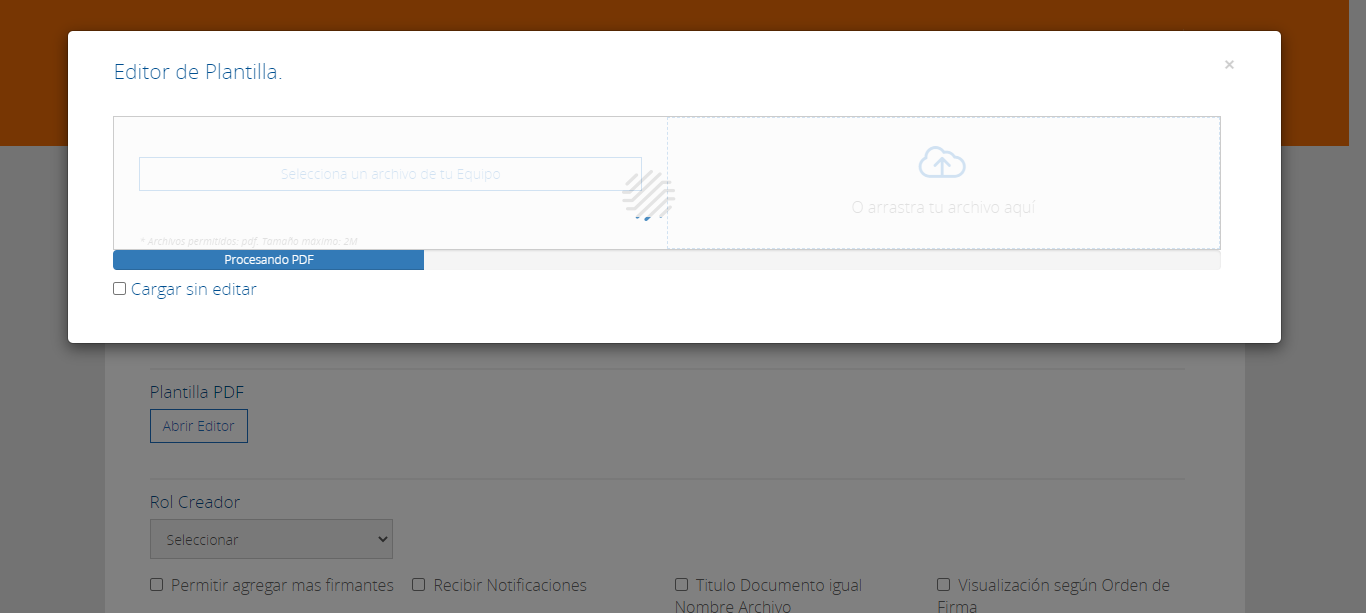 Editor de Plantilla.
×
Selecciona un archivo de tu Equipo
O arrastra tu archivo aquí
* Archivos permitidos: pdf. Tamaño máximo: 2M
Procesando PDF
Cargar sin editar
Plantilla PDF
Abrir Editor
Rol Creador
Seleccionar
Permitir agregar mas firmantes
Recibir Notificaciones
Titulo Documento igual
Nombre Archivo
Visualización según Orden de
Firma